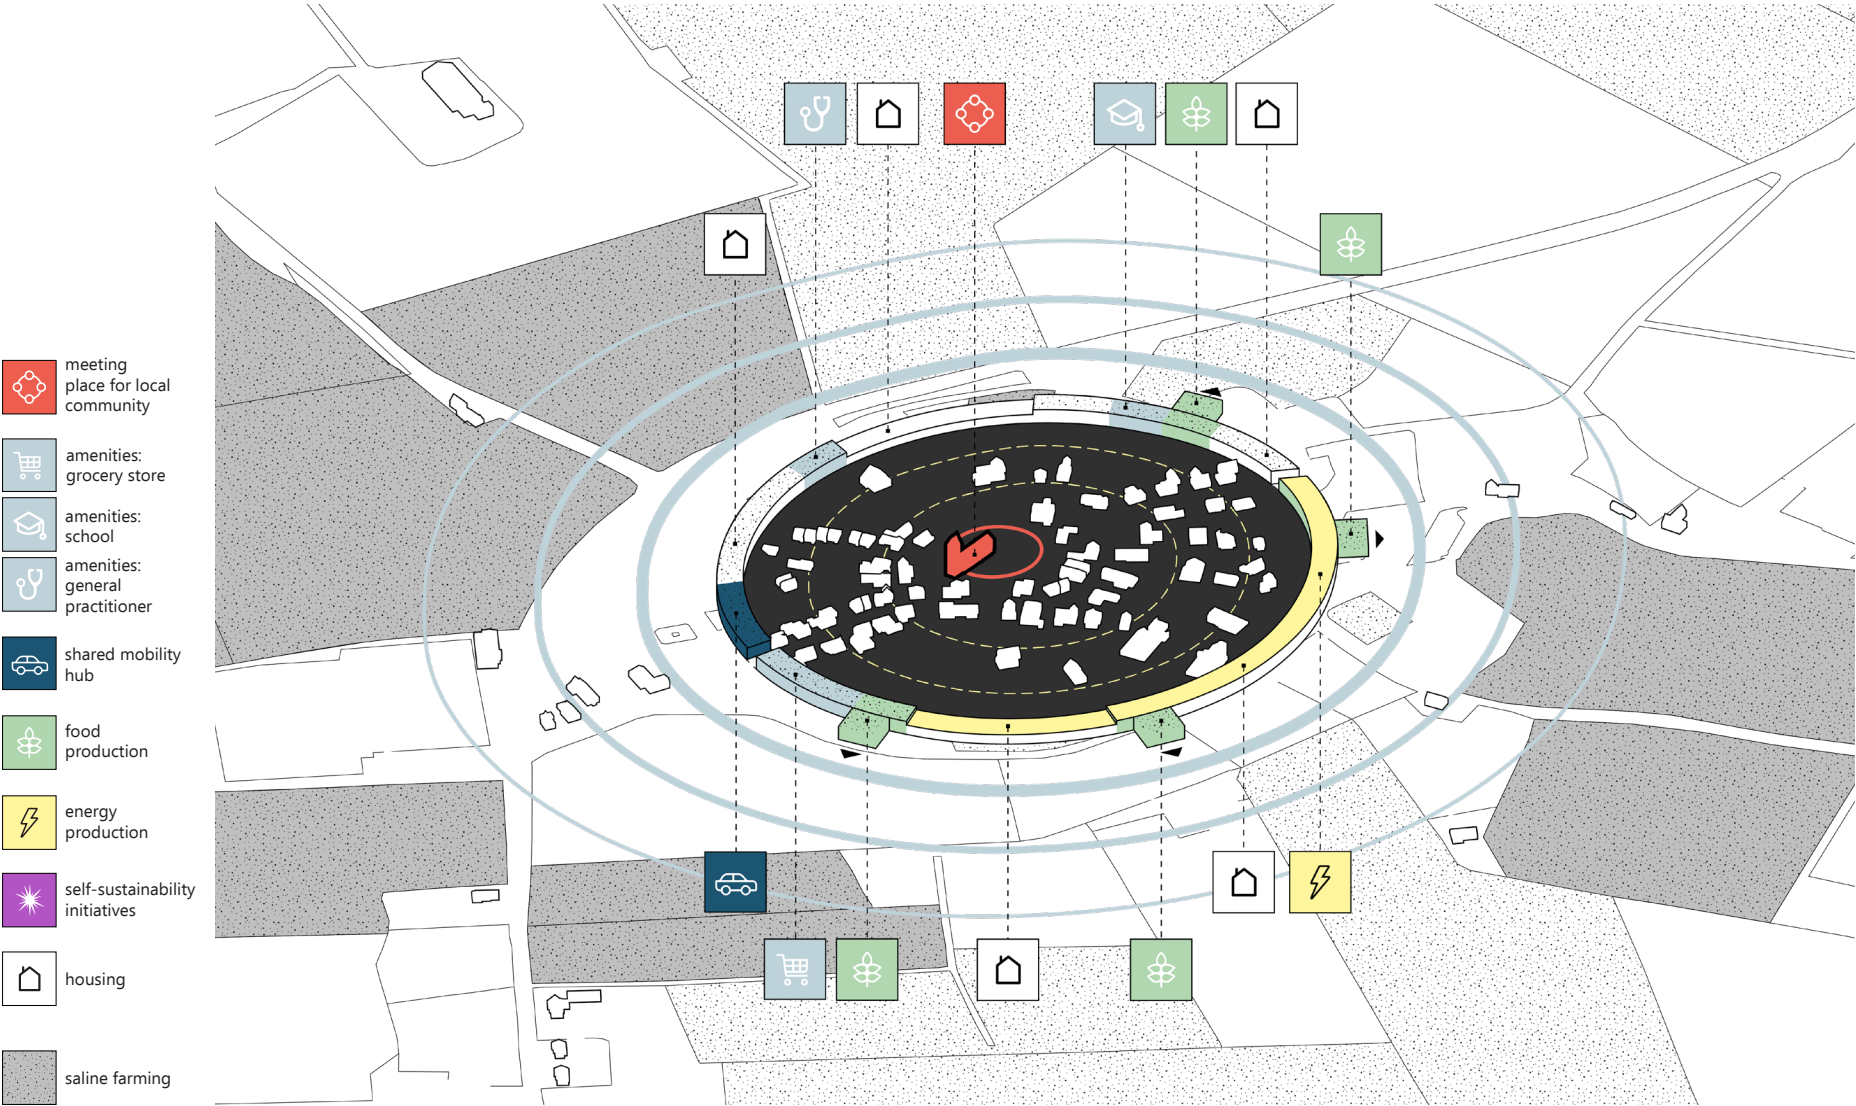 meeting
place for local
community
amenities:
grocery store
amenities:
school
amenities:
general
practitioner
shared mobility
hub
food
production
energy
production
self-sustainability
initiatives
housing
saline farming